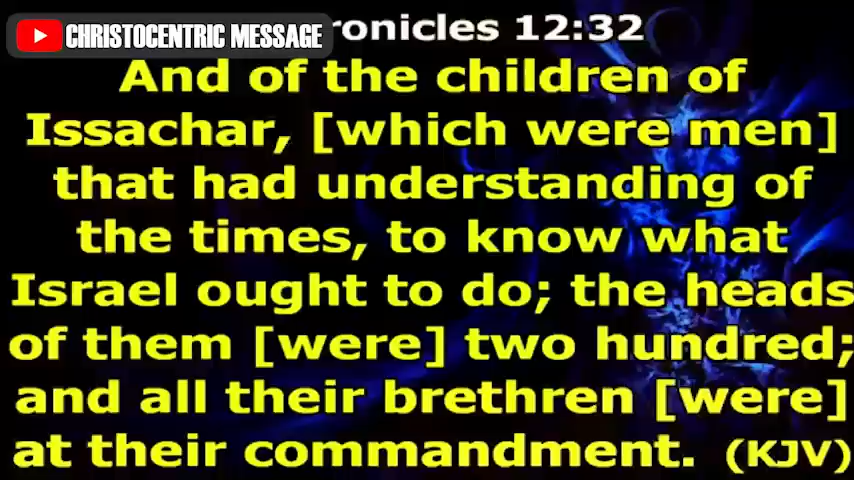 CHRISTOCENTRIC MESSAGE
ronicles 12:32
And of the children of
Issachar, [which were men]
that had understanding of
the times, to know what
Israel ought to do; the heads
of them [were] two hundred;
and all their brethren [were]
at their commandment. (KJV)